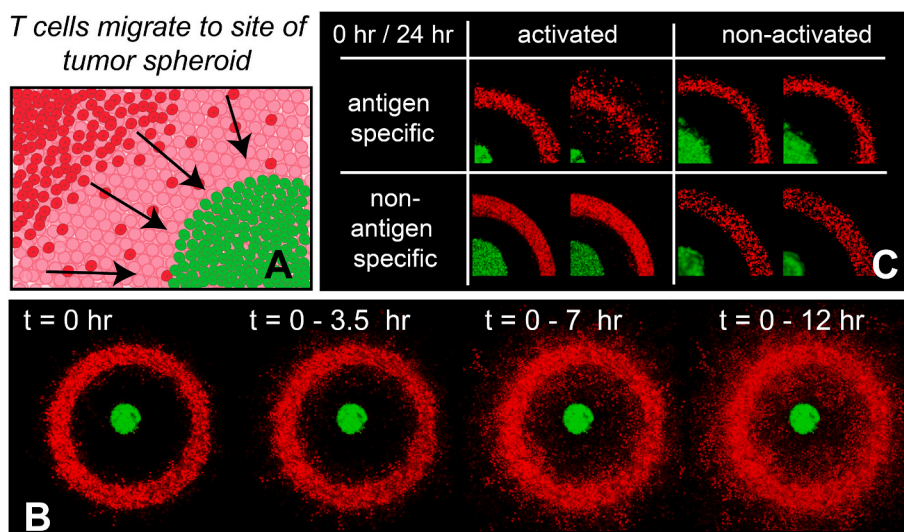 T cells migrate to site of
tumor spheroid
A
0 hr / 24 hr
activated
non-activated
antigen
specific
non-
antigen
specific
C
t = 0 hr
t = 0 - 3.5 hr
t = 0 - 7 hr
t = 0 - 12 hr
B